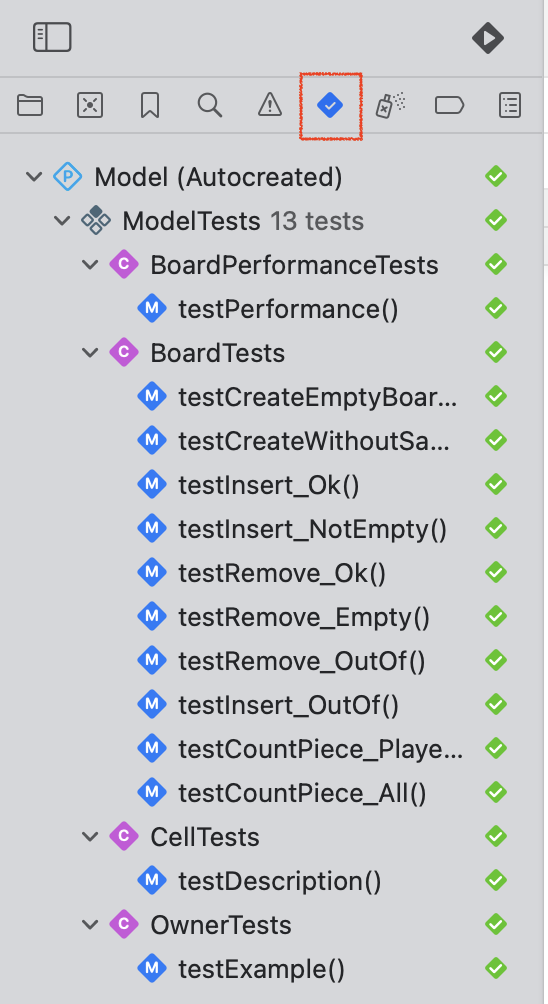 P Model (Autocreated)
ModelTests 13 tests
C BoardPerformanceTests
M testPerformance()
C BoardTests
M testCreateEmptyBoar...
M testCreateWithoutSa...
M testInsert_Ok()
M testInsert_NotEmpty()
M testRemove_Ok()
M testRemove_Empty()
M testRemove_OutOf()
M testInsert_OutOf()
M testCountPiece_Playe...
M testCountPiece_All()
C CellTests
M testDescription()
C OwnerTests
M testExample()